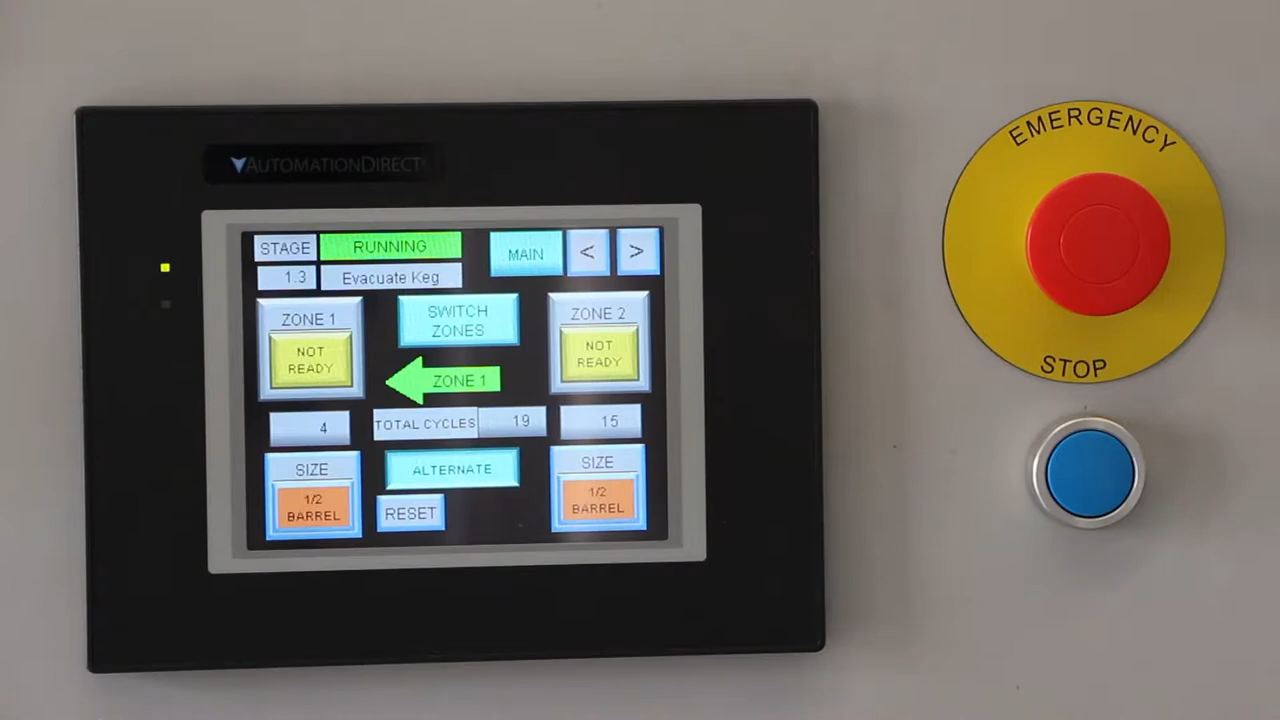 AUTOMATIONDIRECT
STAGE RUNNING MAIN < >
1.3 Evacuate Keg
ZONE 1
NOT
READY
SWITCH
ZONES
ZONE 2
NOT
READY
ZONE 1
4 TOTAL CYCLES 19 15
SIZE
1/2
BARREL
ALTERNATE
RESET
SIZE
1/2
BARREL
EMERGENCY
STOP